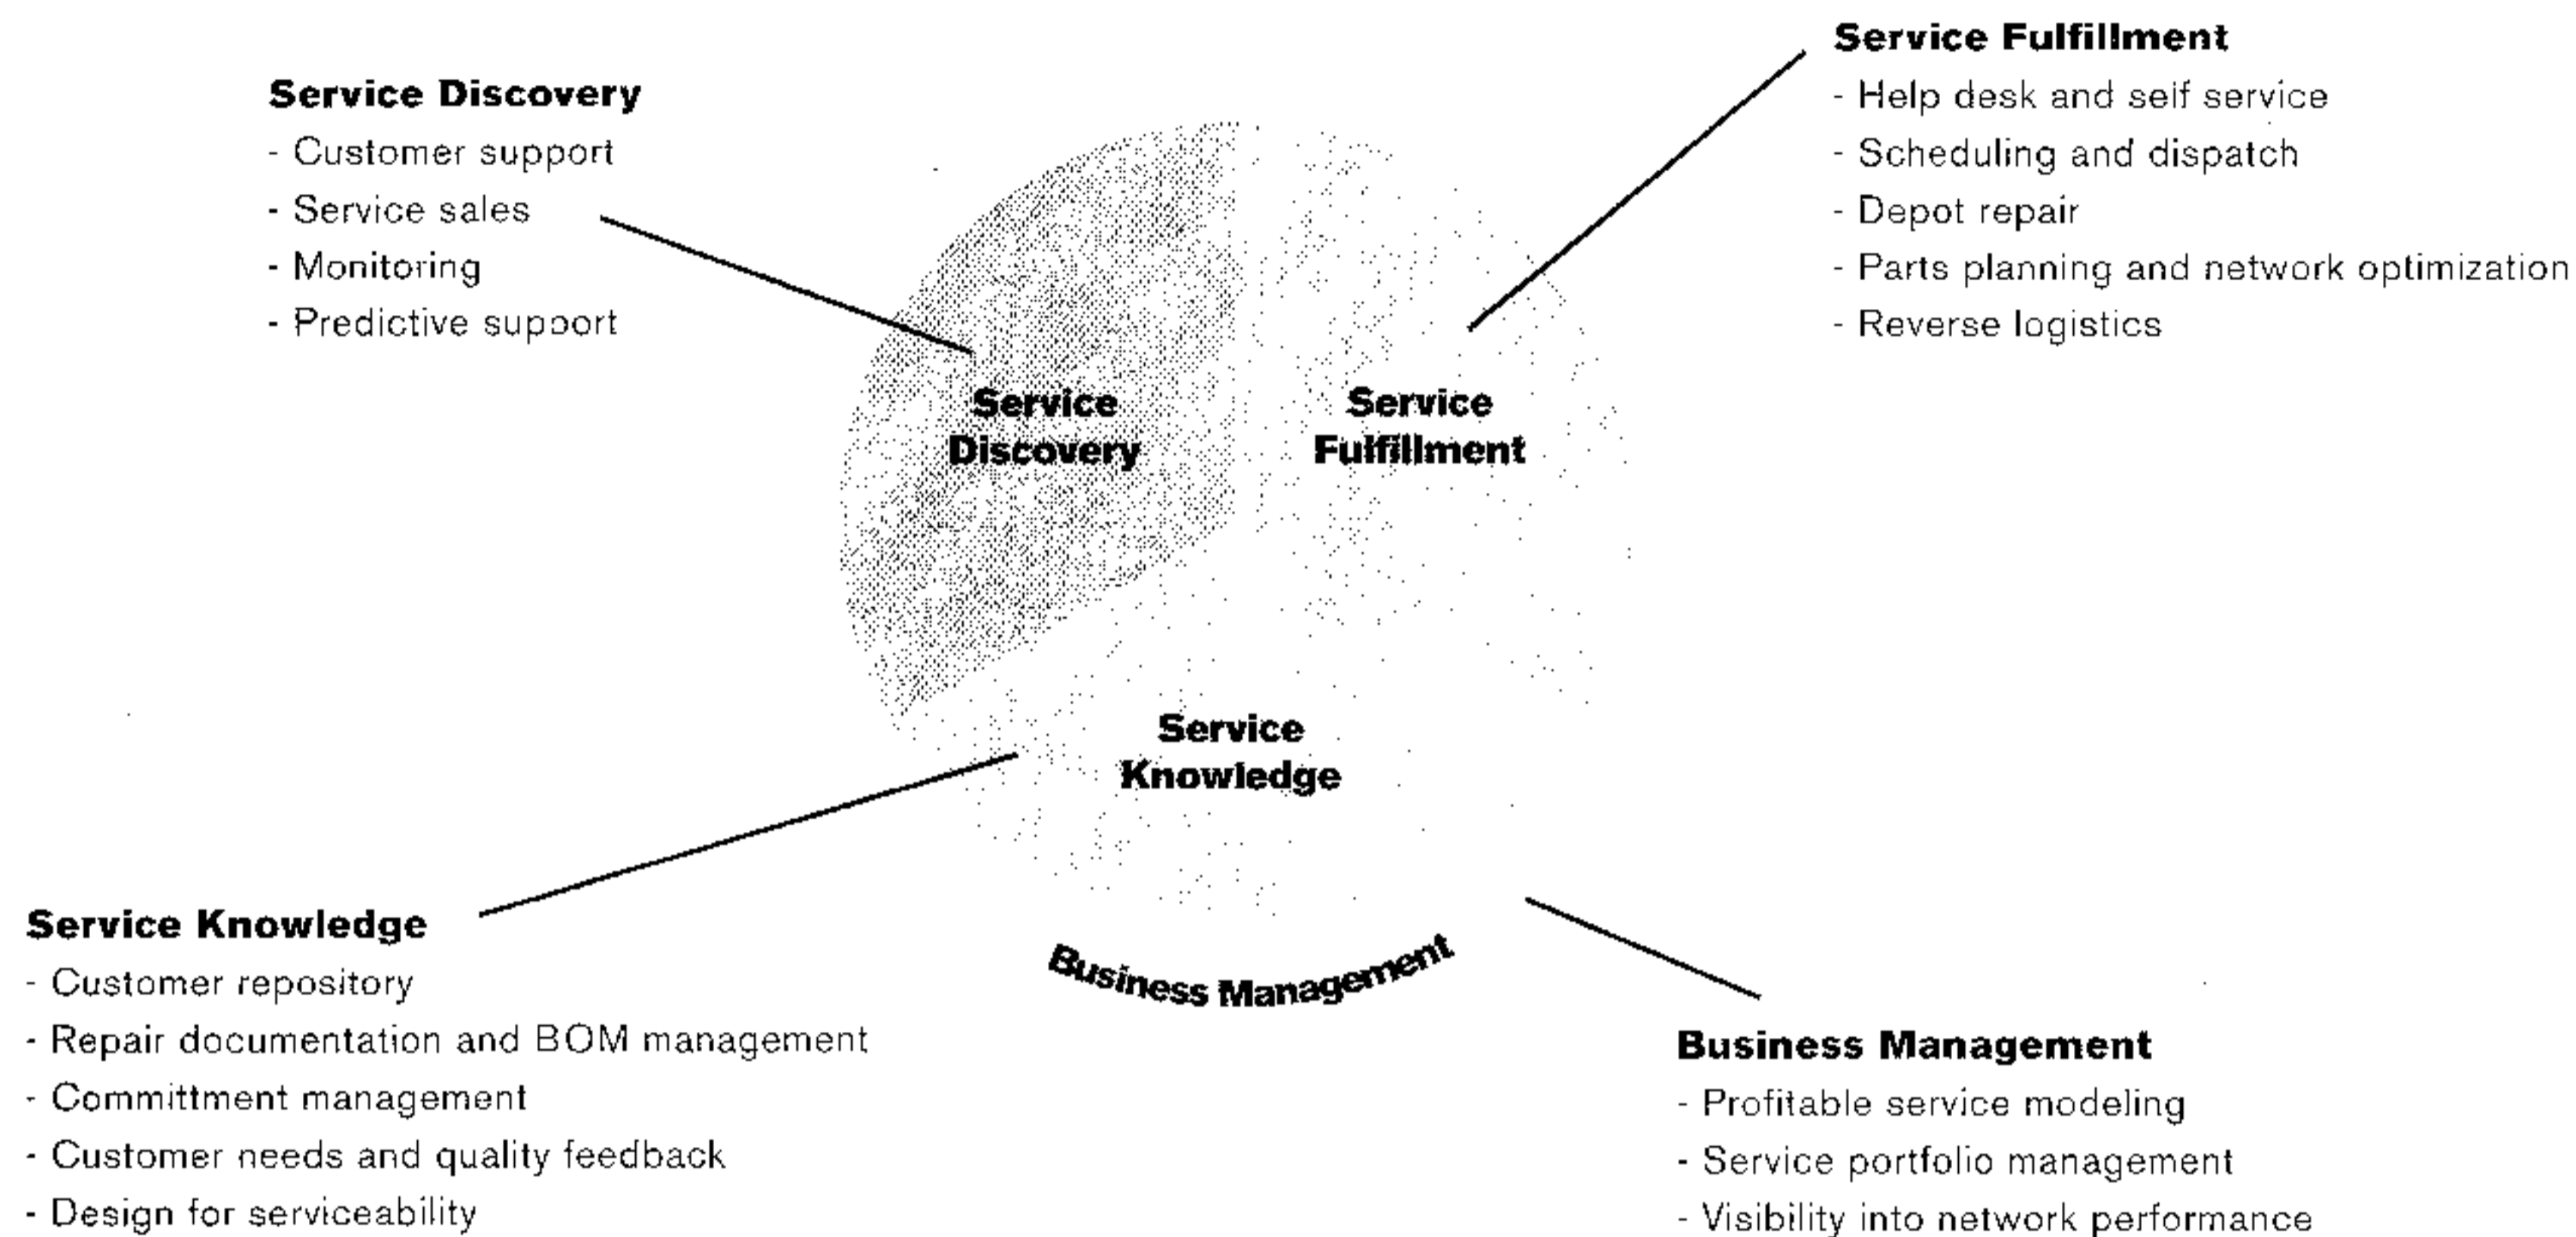 Service Discovery
- Customer support
- Service sales
- Monitoring
- Predictive support
Service Fulfillment
- Help desk and self service
- Scheduling and dispatch
- Depot repair
- Parts planning and network optimization
- Reverse logistics
Service
Discovery
Service
Fulfillment
Service
Knowledge
Business Management
Service Knowledge
- Customer repository
- Repair documentation and BOM management
- Committment management
- Customer needs and quality feedback
- Design for serviceability
Business Management
- Profitable service modeling
- Service portfolio management
- Visibility into network performance